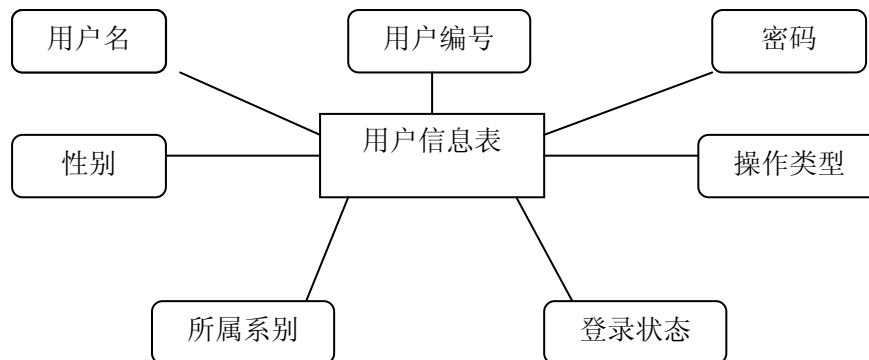 用户名
用户编号
密码
用户信息表
性别
操作类型
所属系别
登录状态